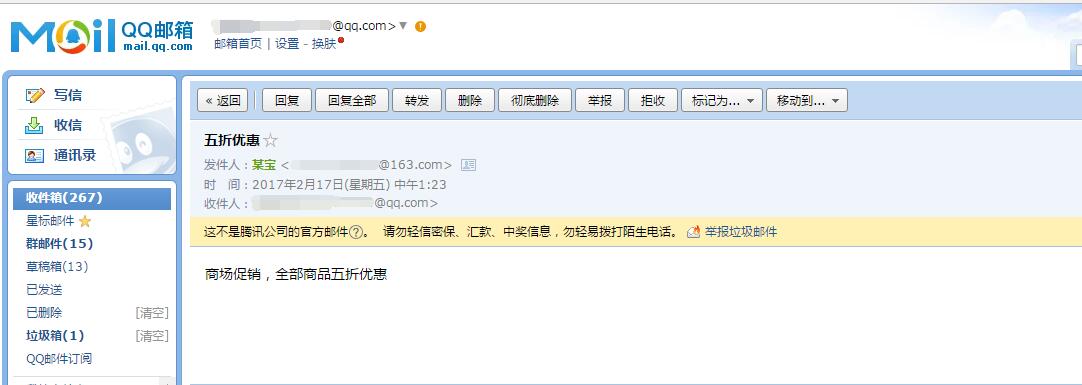 Mail QQ邮箱
mail.qq.com
@qq.com>
邮箱首页 | 设置 - 换肤
写信
收信
通讯录
收件箱(267)
星标邮件
群邮件(15)
草稿箱(13)
已发送
已删除 [清空]
垃圾箱(1) [清空]
QQ邮件订阅
« 返回 回复 回复全部 转发 删除 彻底删除 举报 拒收 标记为... 移动到...
五折优惠
发件人：某宝 < @163.com>
时 间：2017年2月17日(星期五) 中午1:23
收件人： @qq.com>
这不是腾讯公司的官方邮件?。 请勿轻信密保、汇款、中奖信息，勿轻易拨打陌生电话。 举报垃圾邮件
商场促销，全部商品五折优惠